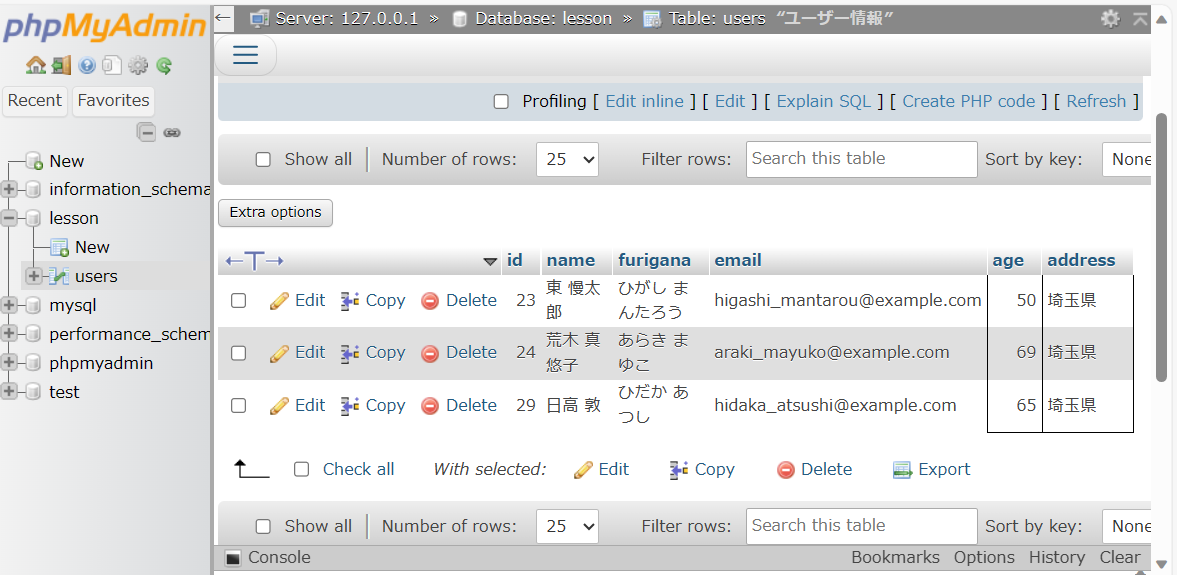 phpMyAdmin
Server: 127.0.0.1 » Database: lesson » Table: users “ユーザー情報”
Recent Favorites
New
information_schema
lesson
New
users
mysql
performance_schem
phpmyadmin
test
Profiling [ Edit inline ] [ Edit ] [ Explain SQL ] [ Create PHP code ] [ Refresh ]
Show all Number of rows: 25 Filter rows: Search this table Sort by key: None
Extra options
id name furigana email age address
Edit Copy Delete 23 東 慢太郎 ひがし まんたろう higashi_mantarou@example.com 50 埼玉県
Edit Copy Delete 24 荒木 真悠子 あらき まゆこ araki_mayuko@example.com 69 埼玉県
Edit Copy Delete 29 日高 敦 ひだか あつし hidaka_atsushi@example.com 65 埼玉県
Check all With selected: Edit Copy Delete Export
Show all Number of rows: 25 Filter rows: Search this table Sort by key: None
Console Bookmarks Options History Clear